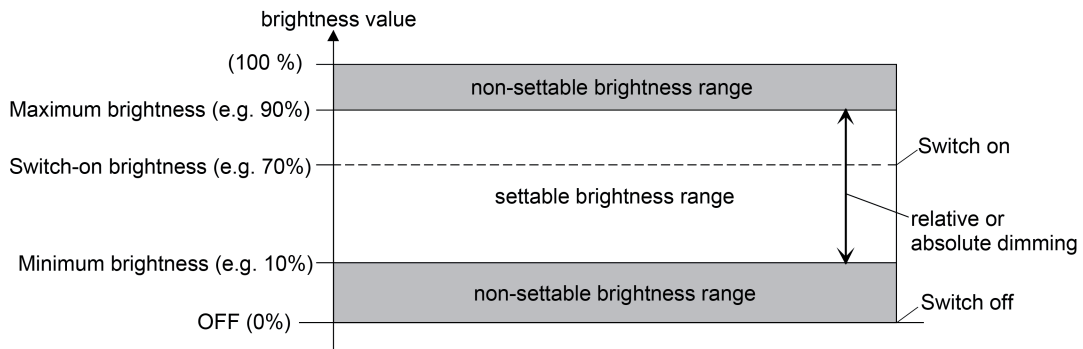 brightness value
(100 %)
non-settable brightness range
Maximum brightness (e.g. 90%)
Switch on
Switch-on brightness (e.g. 70%)
settable brightness range
relative or
absolute dimming
Minimum brightness (e.g. 10%)
non-settable brightness range
Switch off
OFF (0%)